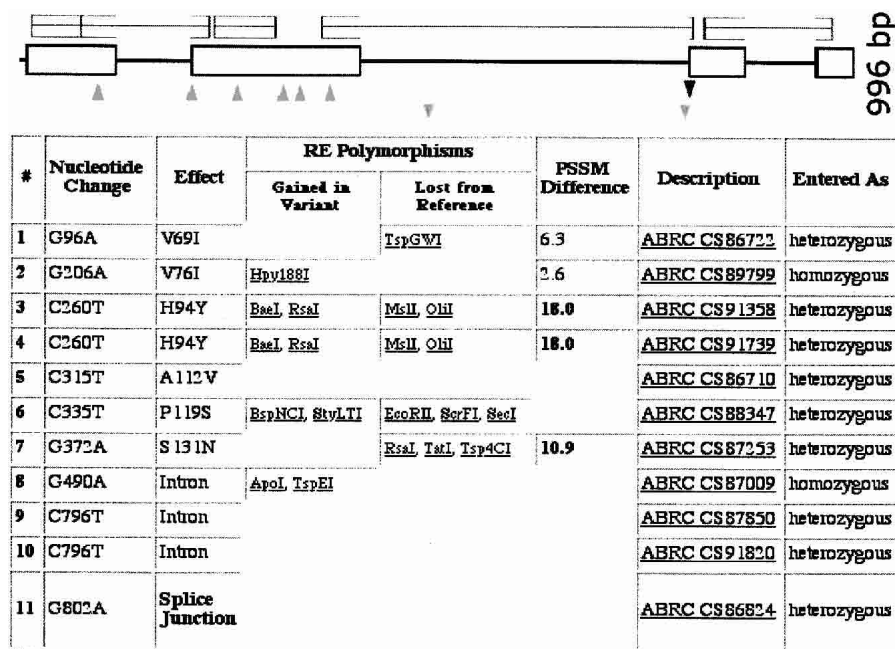 996 bp
# Nucleotide Change Effect RE Polymorphisms PSSM Difference Description Entered As
Gained in Variant Lost from Reference
1 G96A V69I TspGWI 6.3 ABRC CS86722 heterozygous
2 G206A V76I Hpy188I 2.6 ABRC CS89799 homozygous
3 C260T H94Y BaeI, RsaI MslI, OliI 18.0 ABRC CS91358 heterozygous
4 C260T H94Y BaeI, RsaI MslI, OliI 18.0 ABRC CS91739 heterozygous
5 C315T A112V ABRC CS86710 heterozygous
6 C335T P119S BspNCI, StyLTI EcoRII, ScrFI, SecI ABRC CS88347 heterozygous
7 G372A S131N RsaI, TatI, Tsp4CI 10.9 ABRC CS87253 heterozygous
8 G490A Intron ApoI, TspEI ABRC CS87009 homozygous
9 C796T Intron ABRC CS87850 heterozygous
10 C796T Intron ABRC CS91820 heterozygous
11 G802A Splice Junction ABRC CS86824 heterozygous